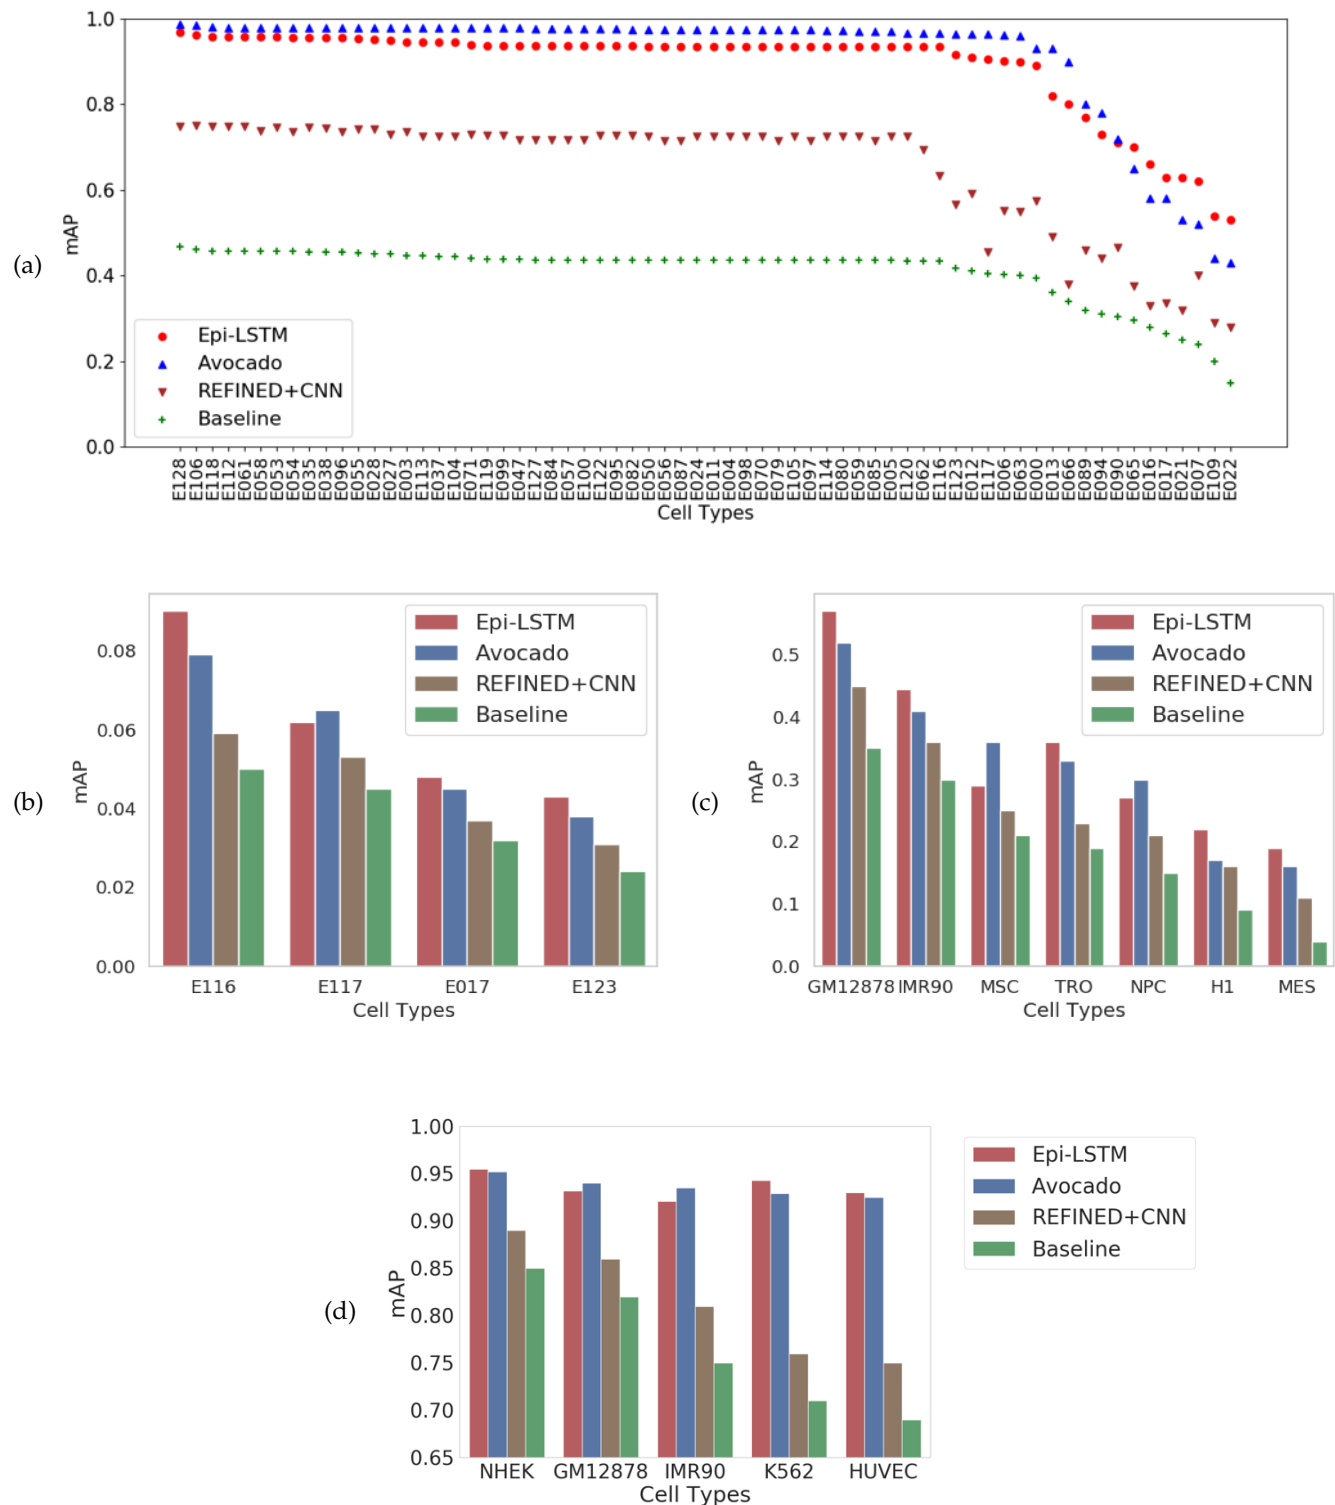 (a)
mAP
1.0
0.8
0.6
0.4
0.2
0.0
Epi-LSTM
Avocado
REFINED+CNN
Baseline
E128 E106 E118 E112 E061 E058 E053 E054 E035 E038 E096 E055 E028 E027 E003 E113 E037 E104 E071 E119 E099 E047 E127 E084 E057 E100 E122 E095 E082 E050 E056 E087 E024 E011 E004 E098 E070 E079 E105 E097 E114 E080 E059 E085 E005 E120 E062 E116 E123 E012 E117 E006 E063 E000 E013 E066 E089 E094 E090 E065 E016 E017 E021 E007 E109 E022
Cell Types
(b)
mAP
0.08
0.06
0.04
0.02
0.00
Epi-LSTM
Avocado
REFINED+CNN
Baseline
E116 E117 E017 E123
Cell Types
(c)
mAP
0.5
0.4
0.3
0.2
0.1
0.0
Epi-LSTM
Avocado
REFINED+CNN
Baseline
GM12878 IMR90 MSC TRO NPC H1 MES
Cell Types
(d)
mAP
1.00
0.95
0.90
0.85
0.80
0.75
0.70
0.65
Epi-LSTM
Avocado
REFINED+CNN
Baseline
NHEK GM12878 IMR90 K562 HUVEC
Cell Types